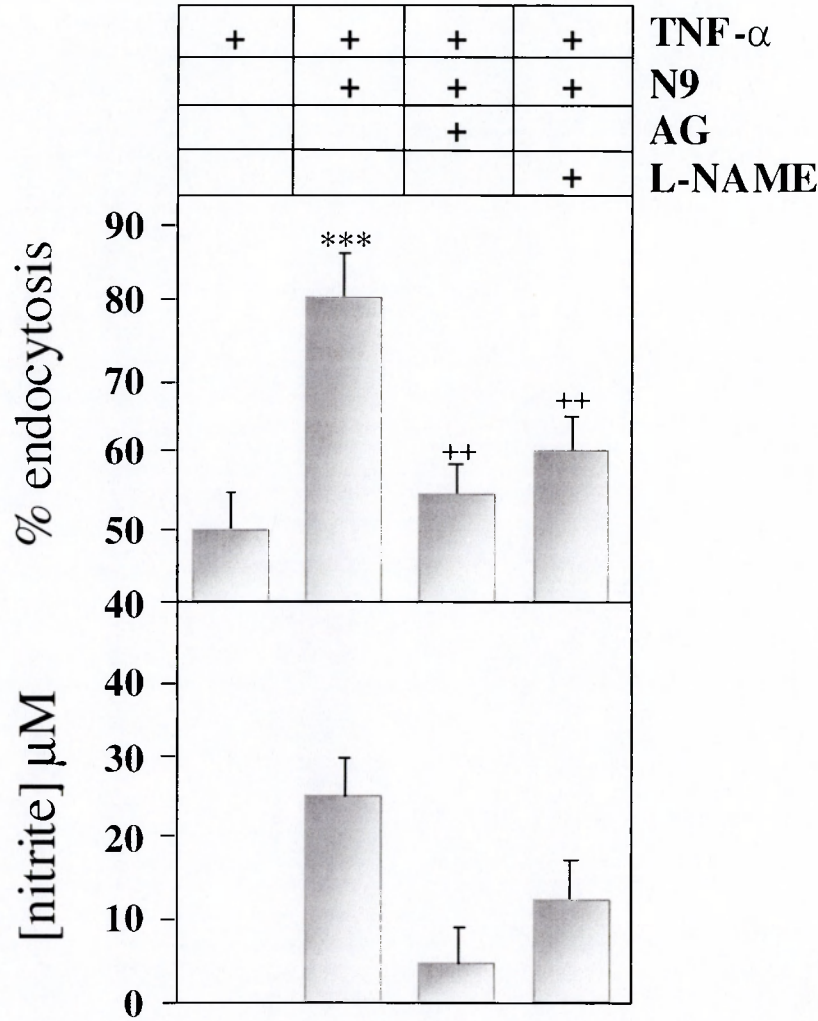 + + + + TNF-α
+ + + N9
+ AG
+ L-NAME
% endocytosis
90
80
70
60
50
40
***
++
++
[nitrite] μM
40
30
20
10
0